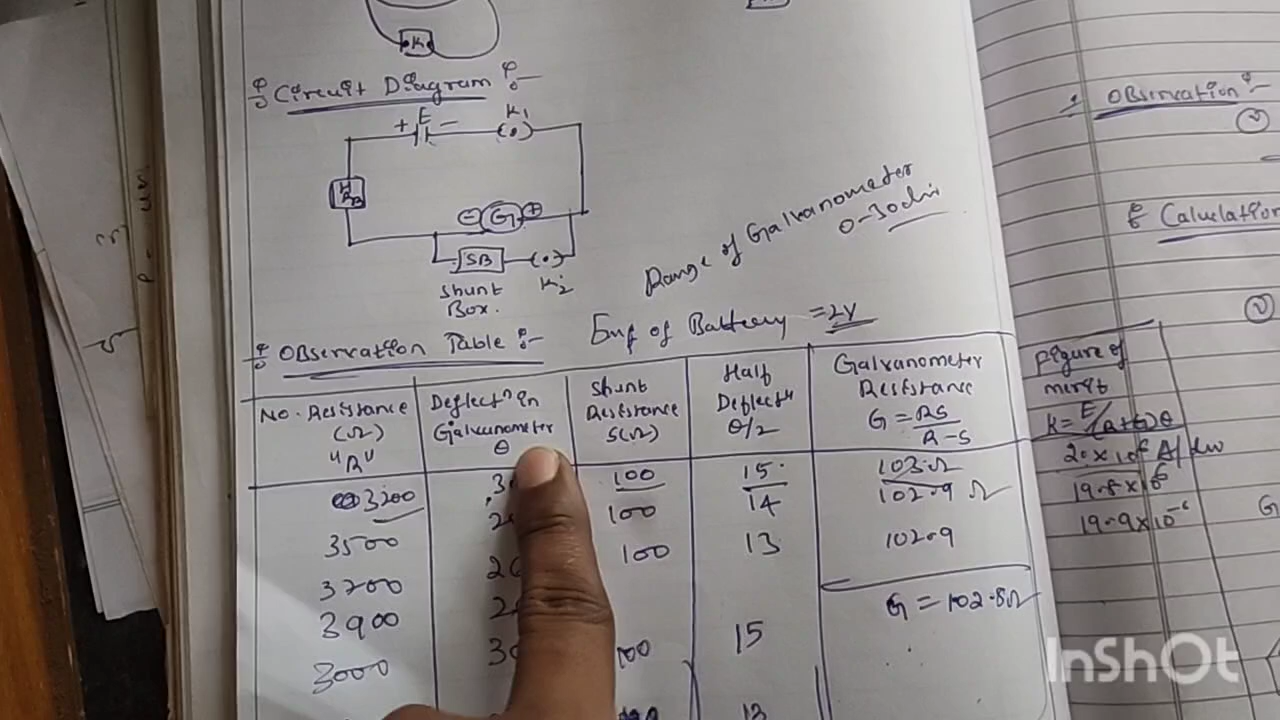 K
Circuit Diagram :-
+ E - K1
HRB
- G +
SB
K2
Shunt
Box.
Range of Galvanometer
0-30div
Emf of Battery = 2V
Observation Table :-
No. Resistance
(Ω)
"R"
Deflectn in
Galvanometer
θ
Shunt
Resistance
S(Ω)
Half
Deflectn
θ/2
Galvanometer
Resistance
G = RS/R-S
Figure of
merit
K = E/(R+G)θ
3200 100 15 103Ω
3500 100 14 102.9 Ω 19.8 x 10-6
3700 100 13 102.9 19.9 x 10-6
3900 G = 102.8Ω
3000 100 15
13
Observation :-
Calculation
G
InShOt